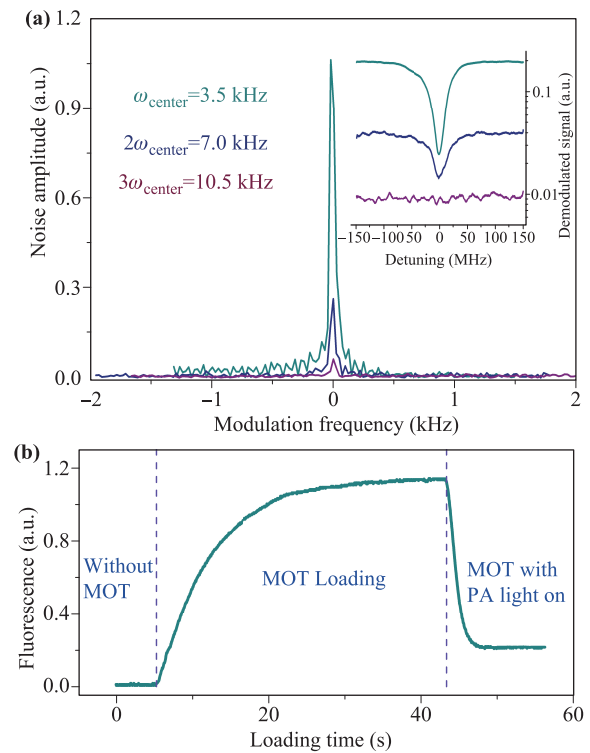 (a)
1.2
0.9
0.6
0.3
0.0
Noise amplitude (a.u.)
ω_center=3.5 kHz
2ω_center=7.0 kHz
3ω_center=10.5 kHz
0.1
0.01
Demodulated signal (a.u.)
−150 −100 −50 0 50 100 150
Detuning (MHz)
−2 −1 0 1 2
Modulation frequency (kHz)
(b)
1.2
0.8
0.4
0.0
Fluorescence (a.u.)
Without
MOT
MOT Loading
MOT with
PA light on
0 20 40 60
Loading time (s)